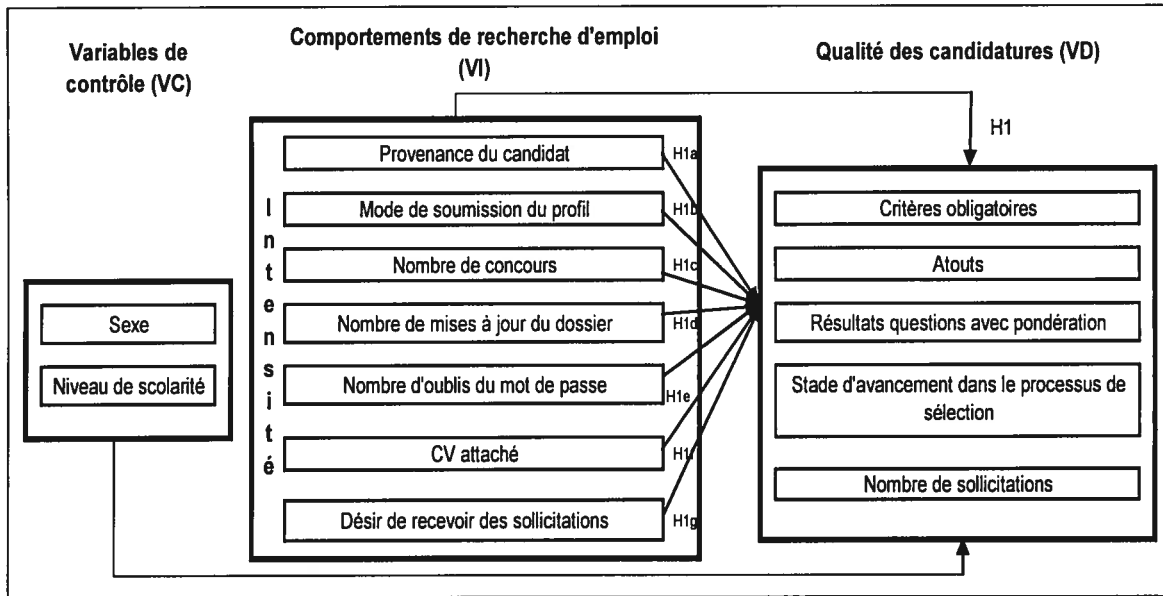 Variables de
contrôle (VC)
Comportements de recherche d'emploi
(VI)
Qualité des candidatures (VD)
H1
Sexe
Niveau de scolarité
I
n
t
e
n
s
i
t
é
Provenance du candidat
H1a
Mode de soumission du profil
H1b
Nombre de concours
H1c
Nombre de mises à jour du dossier
H1d
Nombre d'oublis du mot de passe
H1e
CV attaché
H1f
Désir de recevoir des sollicitations
H1g
Critères obligatoires
Atouts
Résultats questions avec pondération
Stade d'avancement dans le processus de
sélection
Nombre de sollicitations